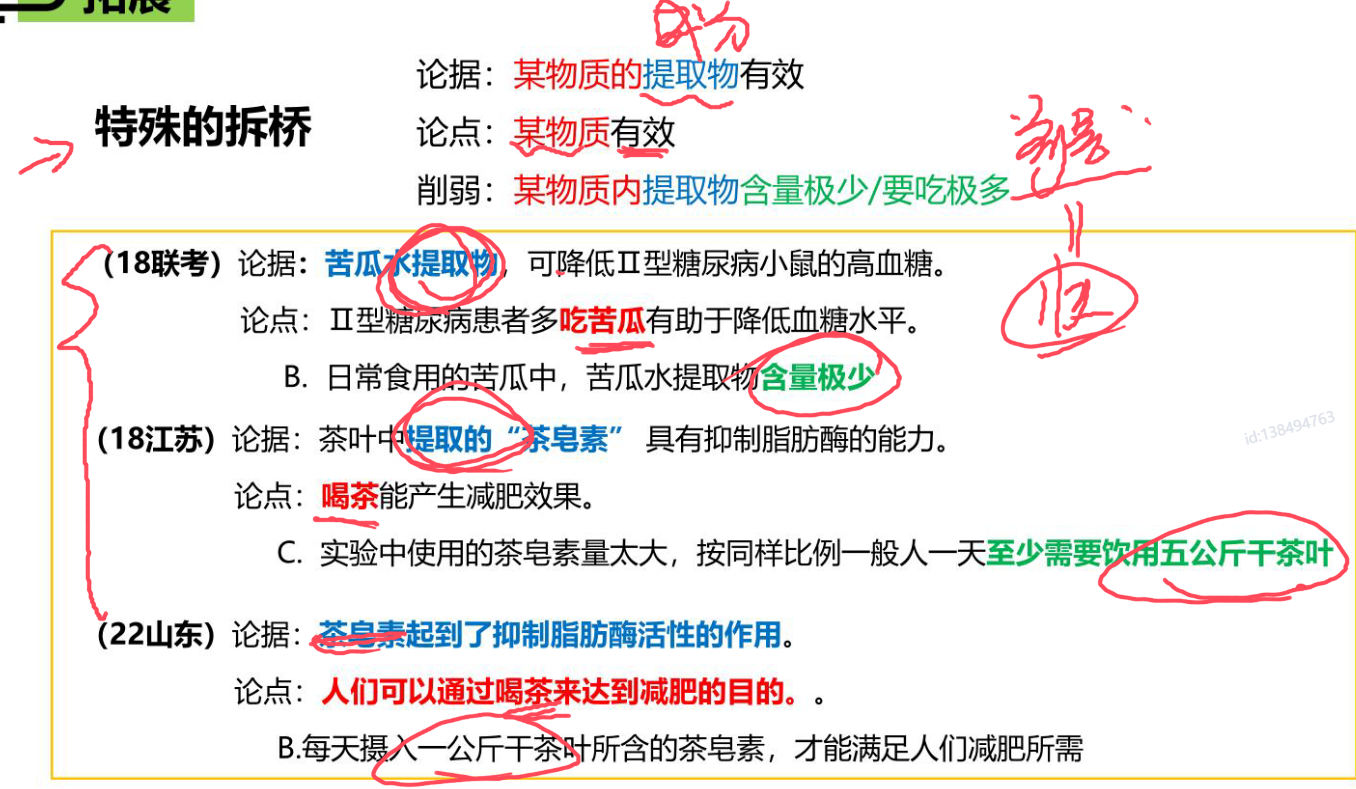 拓展
成分
论据：某物质的提取物有效
特殊的拆桥
论点：某物质有效
削弱：某物质内提取物含量极少/要吃极多
(18联考）论据：苦瓜水提取物，可降低Ⅱ型糖尿病小鼠的高血糖。
论点：Ⅱ型糖尿病患者多吃苦瓜有助于降低血糖水平。
B. 日常食用的苦瓜中，苦瓜水提取物含量极少
(18江苏）论据：茶叶中提取的“茶皂素” 具有抑制脂肪酶的能力。
id:138494763
论点：喝茶能产生减肥效果。
C. 实验中使用的茶皂素量太大，按同样比例一般人一天至少需要饮用五公斤干茶叶
(22山东）论据：茶皂素起到了抑制脂肪酶活性的作用。
论点：人们可以通过喝茶来达到减肥的目的。。
B.每天摄入一公斤干茶叶所含的茶皂素，才能满足人们减肥所需